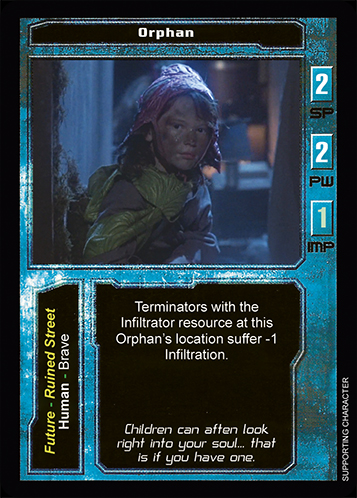 Orphan
2
SP
2
PW
1
IMP
Future - Ruined Street
Human - Brave
Terminators with the
Infiltrator resource at this
Orphan's location suffer -1
Infiltration.
Children can aften look
right into your soul... that
is if you have one.
SUPPORTING CHARACTER